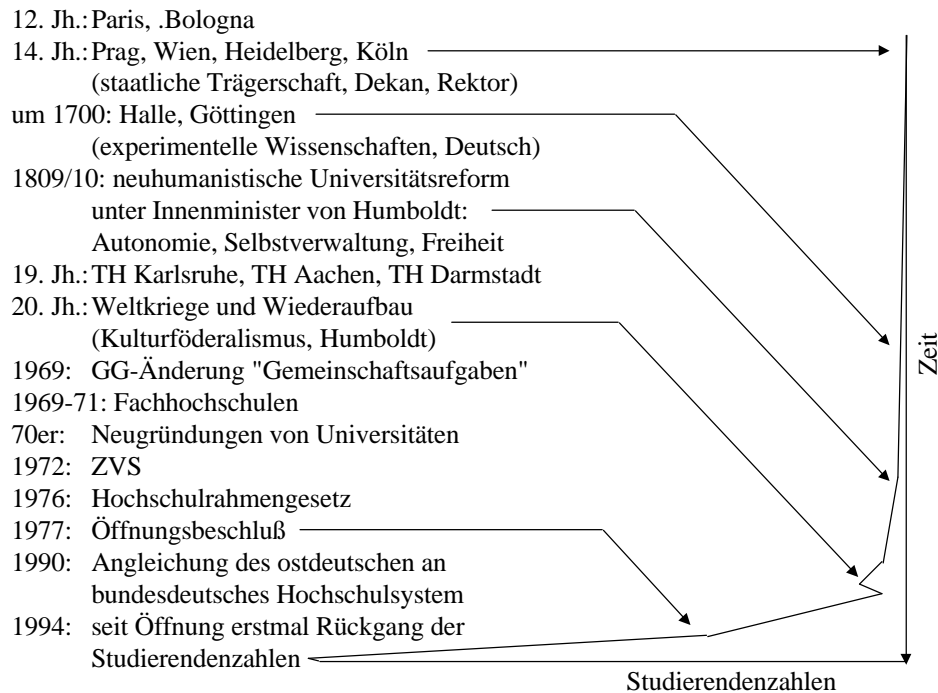 12. Jh.: Paris, .Bologna
14. Jh.: Prag, Wien, Heidelberg, Köln
(staatliche Trägerschaft, Dekan, Rektor)
um 1700: Halle, Göttingen
(experimentelle Wissenschaften, Deutsch)
1809/10: neuhumanistische Universitätsreform
unter Innenminister von Humboldt:
Autonomie, Selbstverwaltung, Freiheit
19. Jh.: TH Karlsruhe, TH Aachen, TH Darmstadt
20. Jh.: Weltkriege und Wiederaufbau
(Kulturföderalismus, Humboldt)
1969: GG-Änderung "Gemeinschaftsaufgaben"
1969-71: Fachhochschulen
70er: Neugründungen von Universitäten
1972: ZVS
1976: Hochschulrahmengesetz
1977: Öffnungsbeschluß
1990: Angleichung des ostdeutschen an
bundesdeutsches Hochschulsystem
1994: seit Öffnung erstmal Rückgang der
Studierendenzahlen
Zeit
Studierendenzahlen